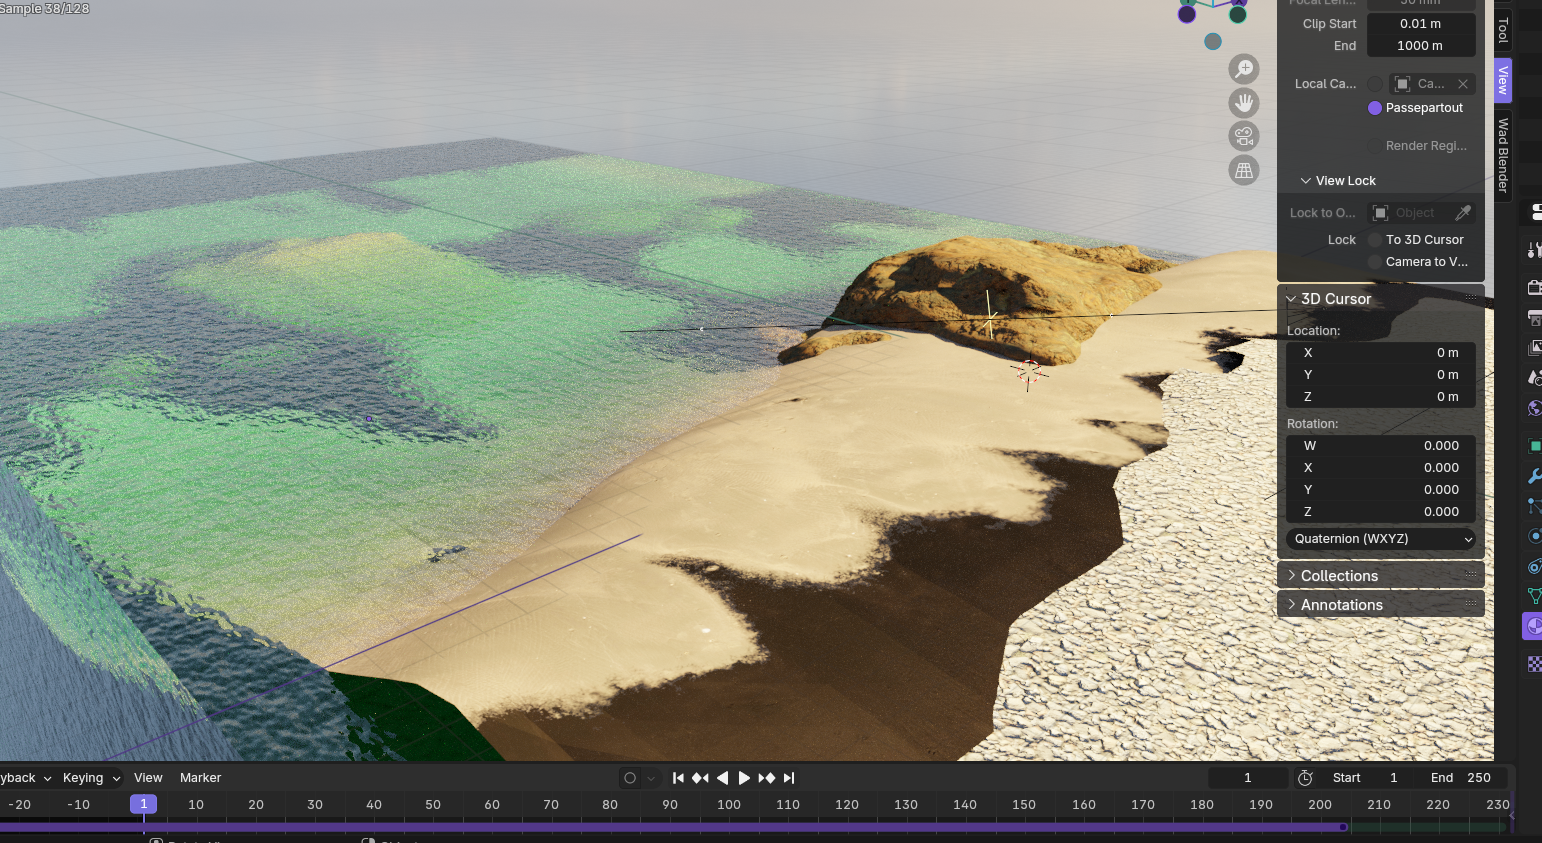 Sample 38/128
50 mm
Clip Start 0.01 m
End 1000 m
Local Ca... Ca...
Passepartout
Render Regi...
View Lock
Lock to O... Object
Lock To 3D Cursor
Camera to V...
3D Cursor
Location:
X 0 m
Y 0 m
Z 0 m
Rotation:
W 0.000
X 0.000
Y 0.000
Z 0.000
Quaternion (WXYZ)
Collections
Annotations
Tool
View
Wad Blender
yback Keying View Marker
1 Start 1 End 250
-20 -10 1 10 20 30 40 50 60 70 80 90 100 110 120 130 140 150 160 170 180 190 200 210 220 230